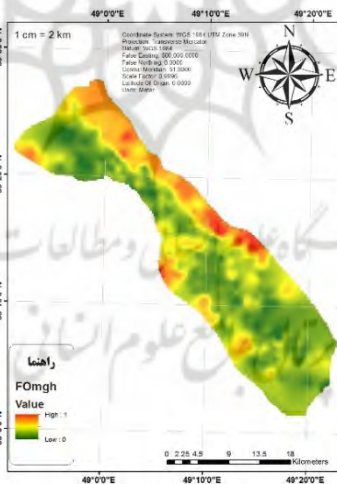 49°0'0"E 49°10'0"E 49°20'0"E
1 cm = 2 km
Coordinate System: WGS 1984 UTM Zone 39N
Projection: Transverse Mercator
Datum: WGS 1984
False Easting: 500,000.0000
False Northing: 0.0000
Central Meridian: 51.0000
Scale Factor: 0.9996
Latitude Of Origin: 0.0000
Units: Meter
N
W E
S
راهنما
FOmgh
Value
High : 1
Low : 0
0 2.25 4.5 9 13.5 18
Kilometers
49°0'0"E 49°10'0"E 49°20'0"E